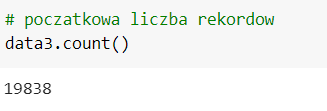 # poczatkowa liczba rekordow
data3.count()
19838